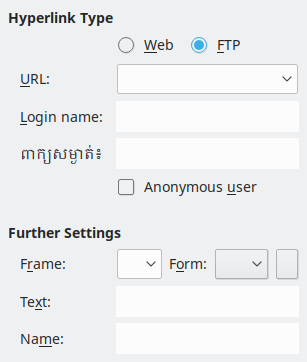 Hyperlink Type
Web FTP
URL:
Login name:
ពាក្យសម្ងាត់៖
Anonymous user
Further Settings
Frame: Form:
Text:
Name: